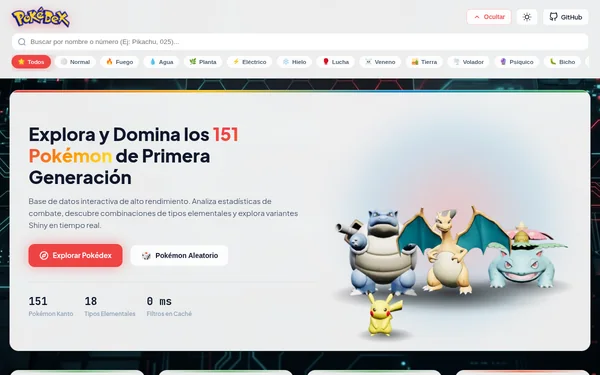 PokéDex
Ocultar
GitHub
Buscar por nombre o número (Ej: Pikachu, 025)...
Todos Normal Fuego Agua Planta Eléctrico Hielo Lucha Veneno Tierra Volador Psíquico Bicho
Explora y Domina los 151
Pokémon de Primera
Generación
Base de datos interactiva de alto rendimiento. Analiza estadísticas de
combate, descubre combinaciones de tipos elementales y explora variantes
Shiny en tiempo real.
Explorar Pokédex Pokémon Aleatorio
151 18 0 ms
Pokémon Kanto Tipos Elementales Filtros en Caché